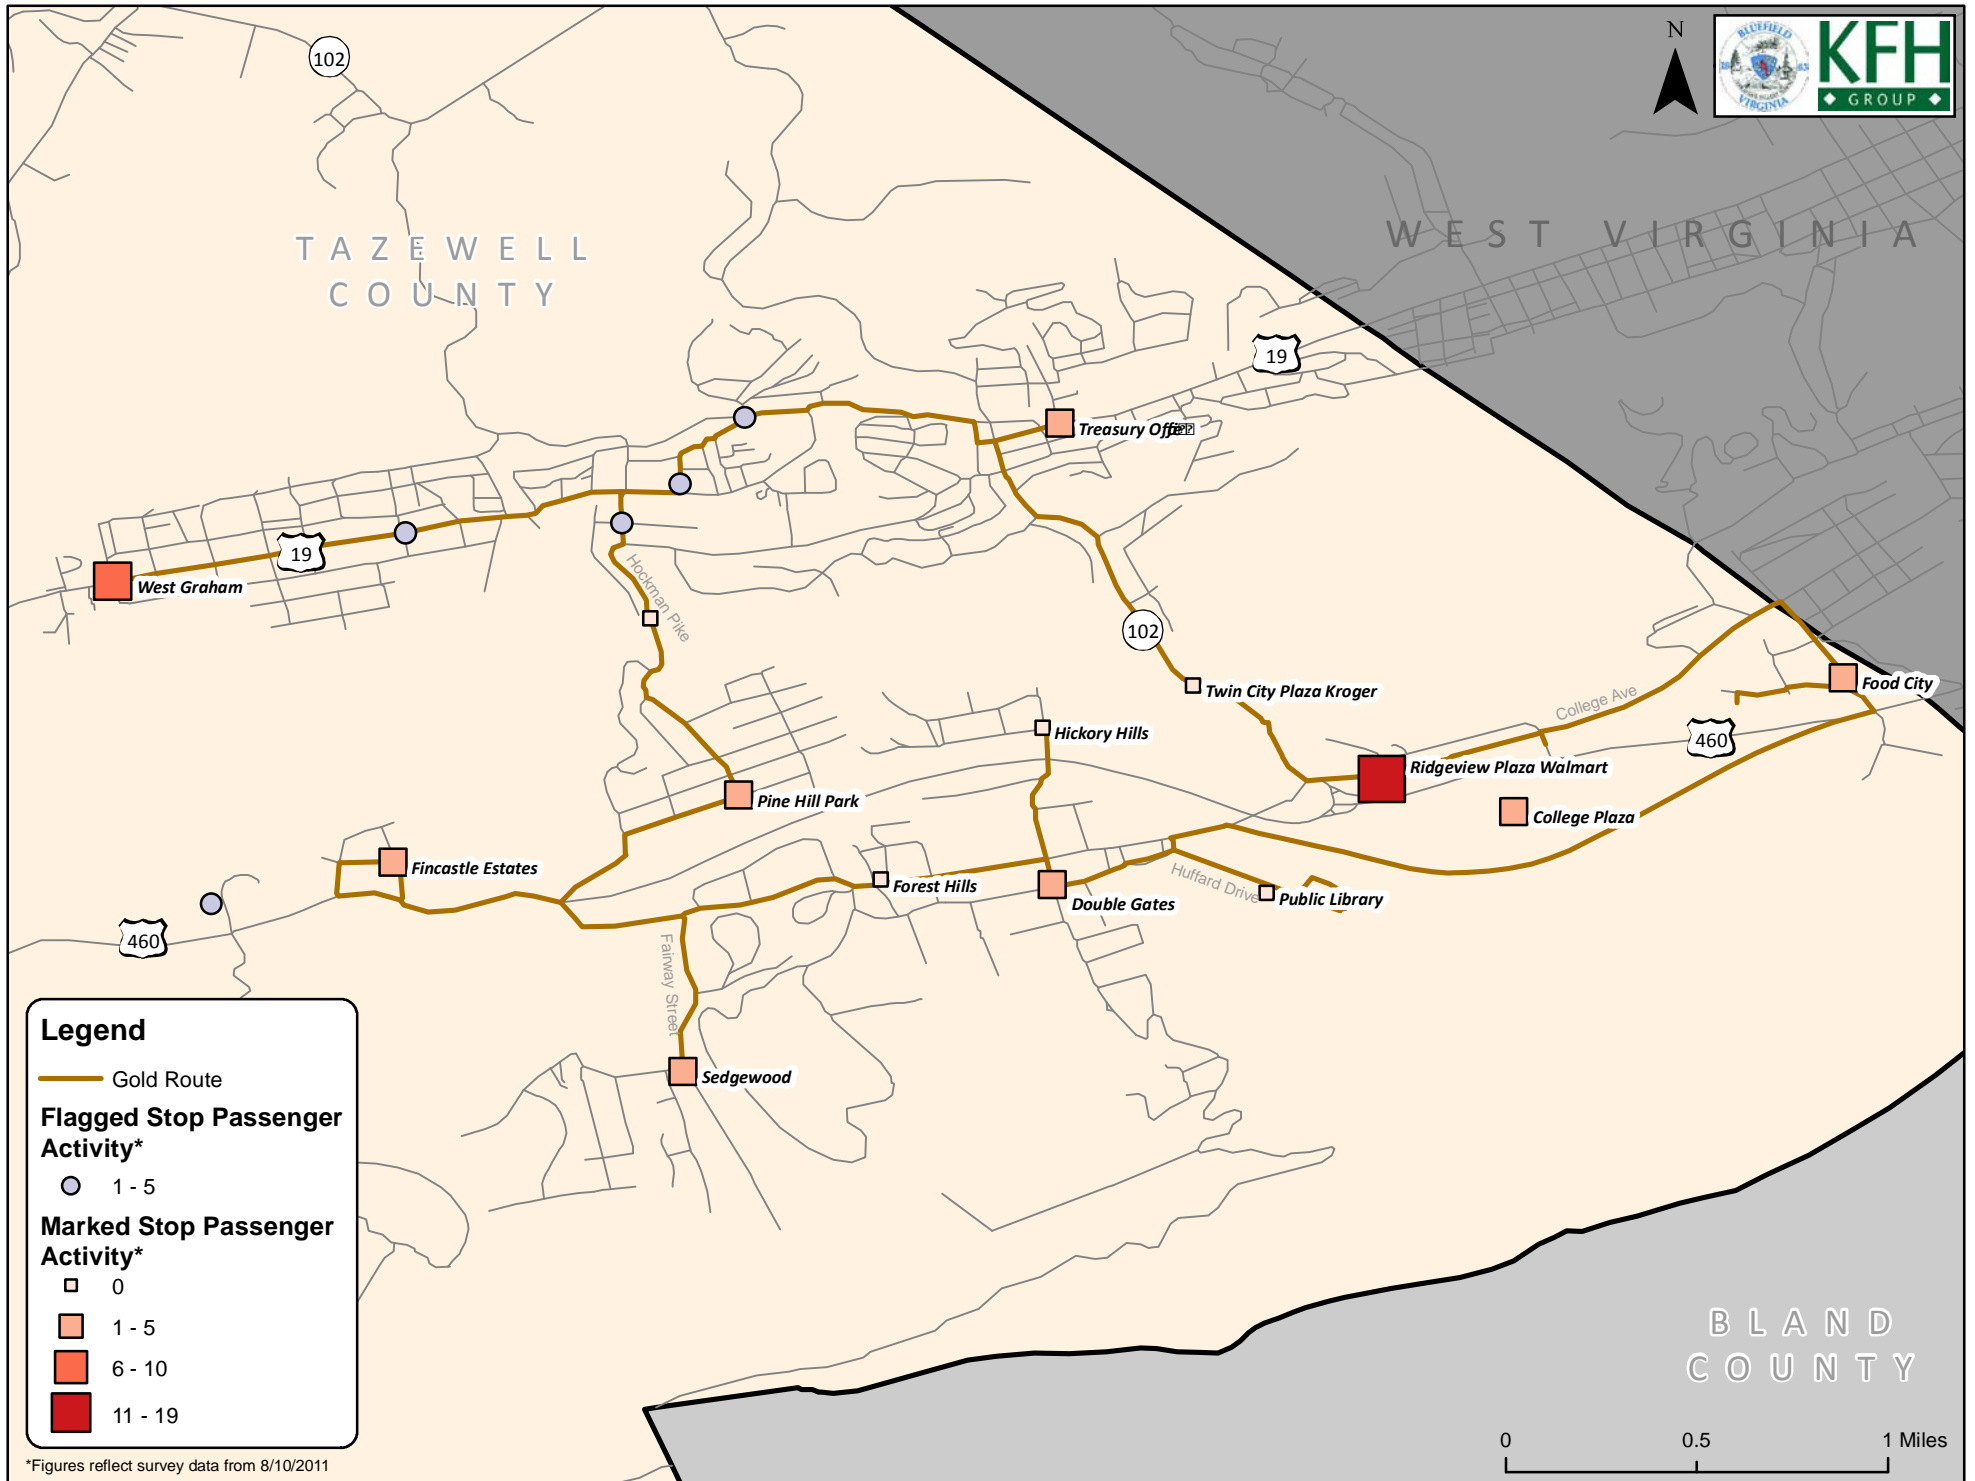 102
N
BLUEFIELD
VIRGINIA
KFH
GROUP
TAZEWELL
COUNTY
WEST VIRGINIA
19
Treasury
19
West Graham
Hockman Pike
102
Twin City Plaza Kroger
Food City
College Ave
Hickory Hills
460
Ridgeview Plaza Walmart
Pine Hill Park
College Plaza
Fincastle Estates
Forest Hills
Huffard Drive
Public Library
Double Gates
460
Fairway Street
Sedgewood
Legend
Gold Route
Flagged Stop Passenger
Activity*
1 - 5
Marked Stop Passenger
Activity*
0
1 - 5
6 - 10
11 - 19
*Figures reflect survey data from 8/10/2011
BLAND
COUNTY
0 0.5 1 Miles